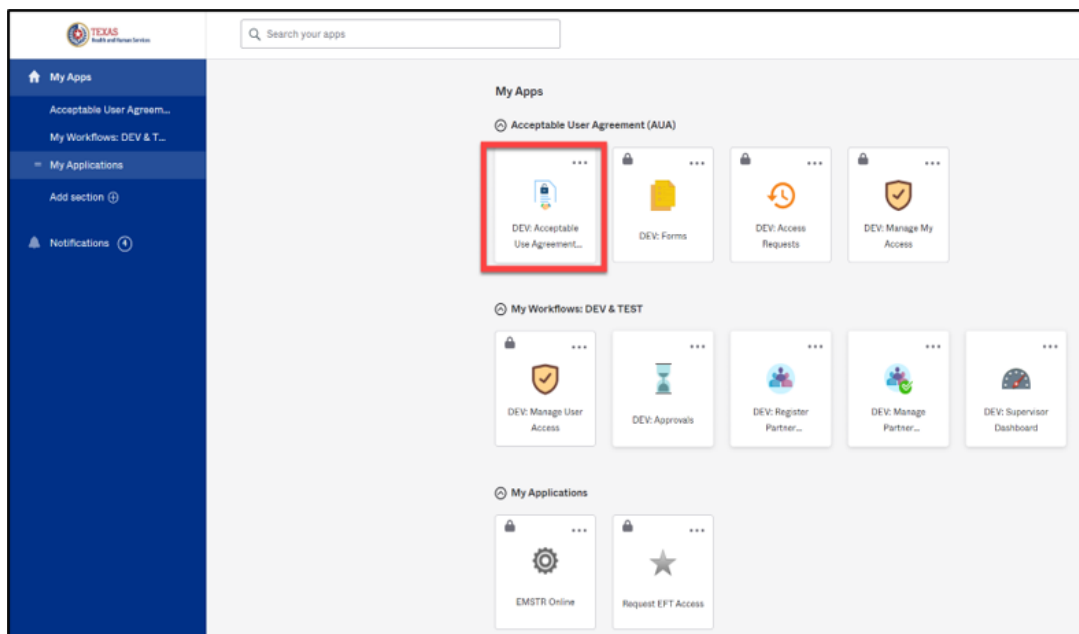 TEXAS
Health and Human Services
Search your apps
My Apps
Acceptable User Agreem...
My Workflows: DEV & T...
My Applications
Add section
Notifications 4
My Apps
Acceptable User Agreement (AUA)
DEV: Acceptable
Use Agreement...
DEV: Forms
DEV: Access
Requests
DEV: Manage My
Access
My Workflows: DEV & TEST
DEV: Manage User
Access
DEV: Approvals
DEV: Register
Partner...
DEV: Manage
Partner...
DEV: Supervisor
Dashboard
My Applications
EMSTR Online
Request EFT Access